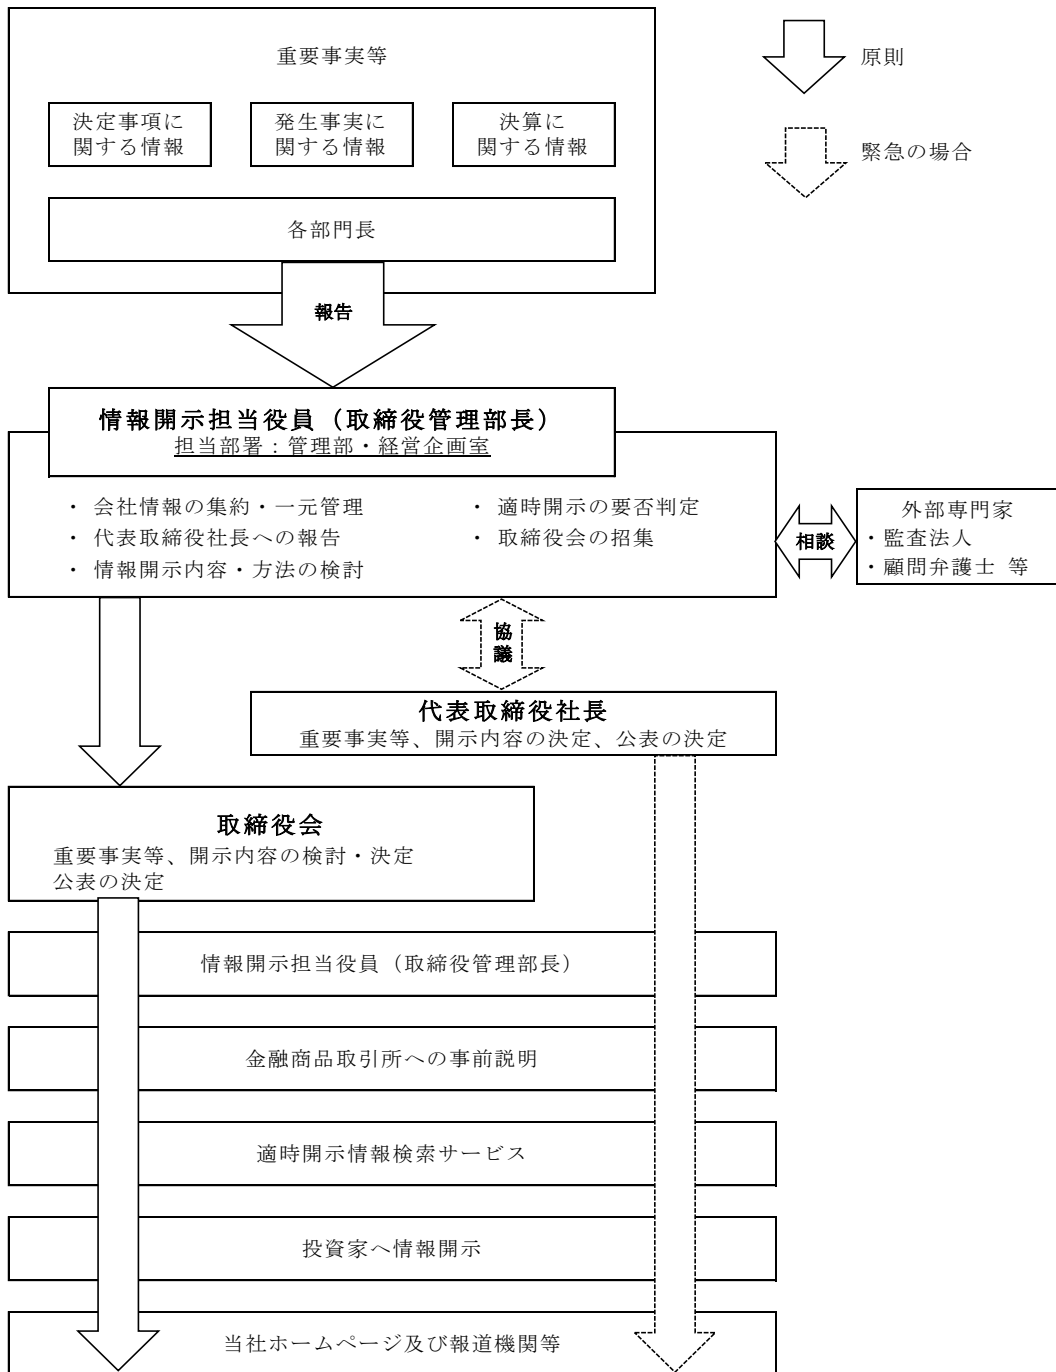 重要事実等
原則
決定事項に
関する情報
発生事実に
関する情報
決算に
関する情報
緊急の場合
各部門長
報告
情報開示担当役員（取締役管理部長）
担当部署：管理部・経営企画室
・ 会社情報の集約・一元管理
・ 代表取締役社長への報告
・ 情報開示内容・方法の検討
・ 適時開示の要否判定
・ 取締役会の招集
相談
外部専門家
・監査法人
・顧問弁護士 等
協
議
代表取締役社長
重要事実等、開示内容の決定、公表の決定
取締役会
重要事実等、開示内容の検討・決定
公表の決定
情報開示担当役員（取締役管理部長）
金融商品取引所への事前説明
適時開示情報検索サービス
投資家へ情報開示
当社ホームページ及び報道機関等